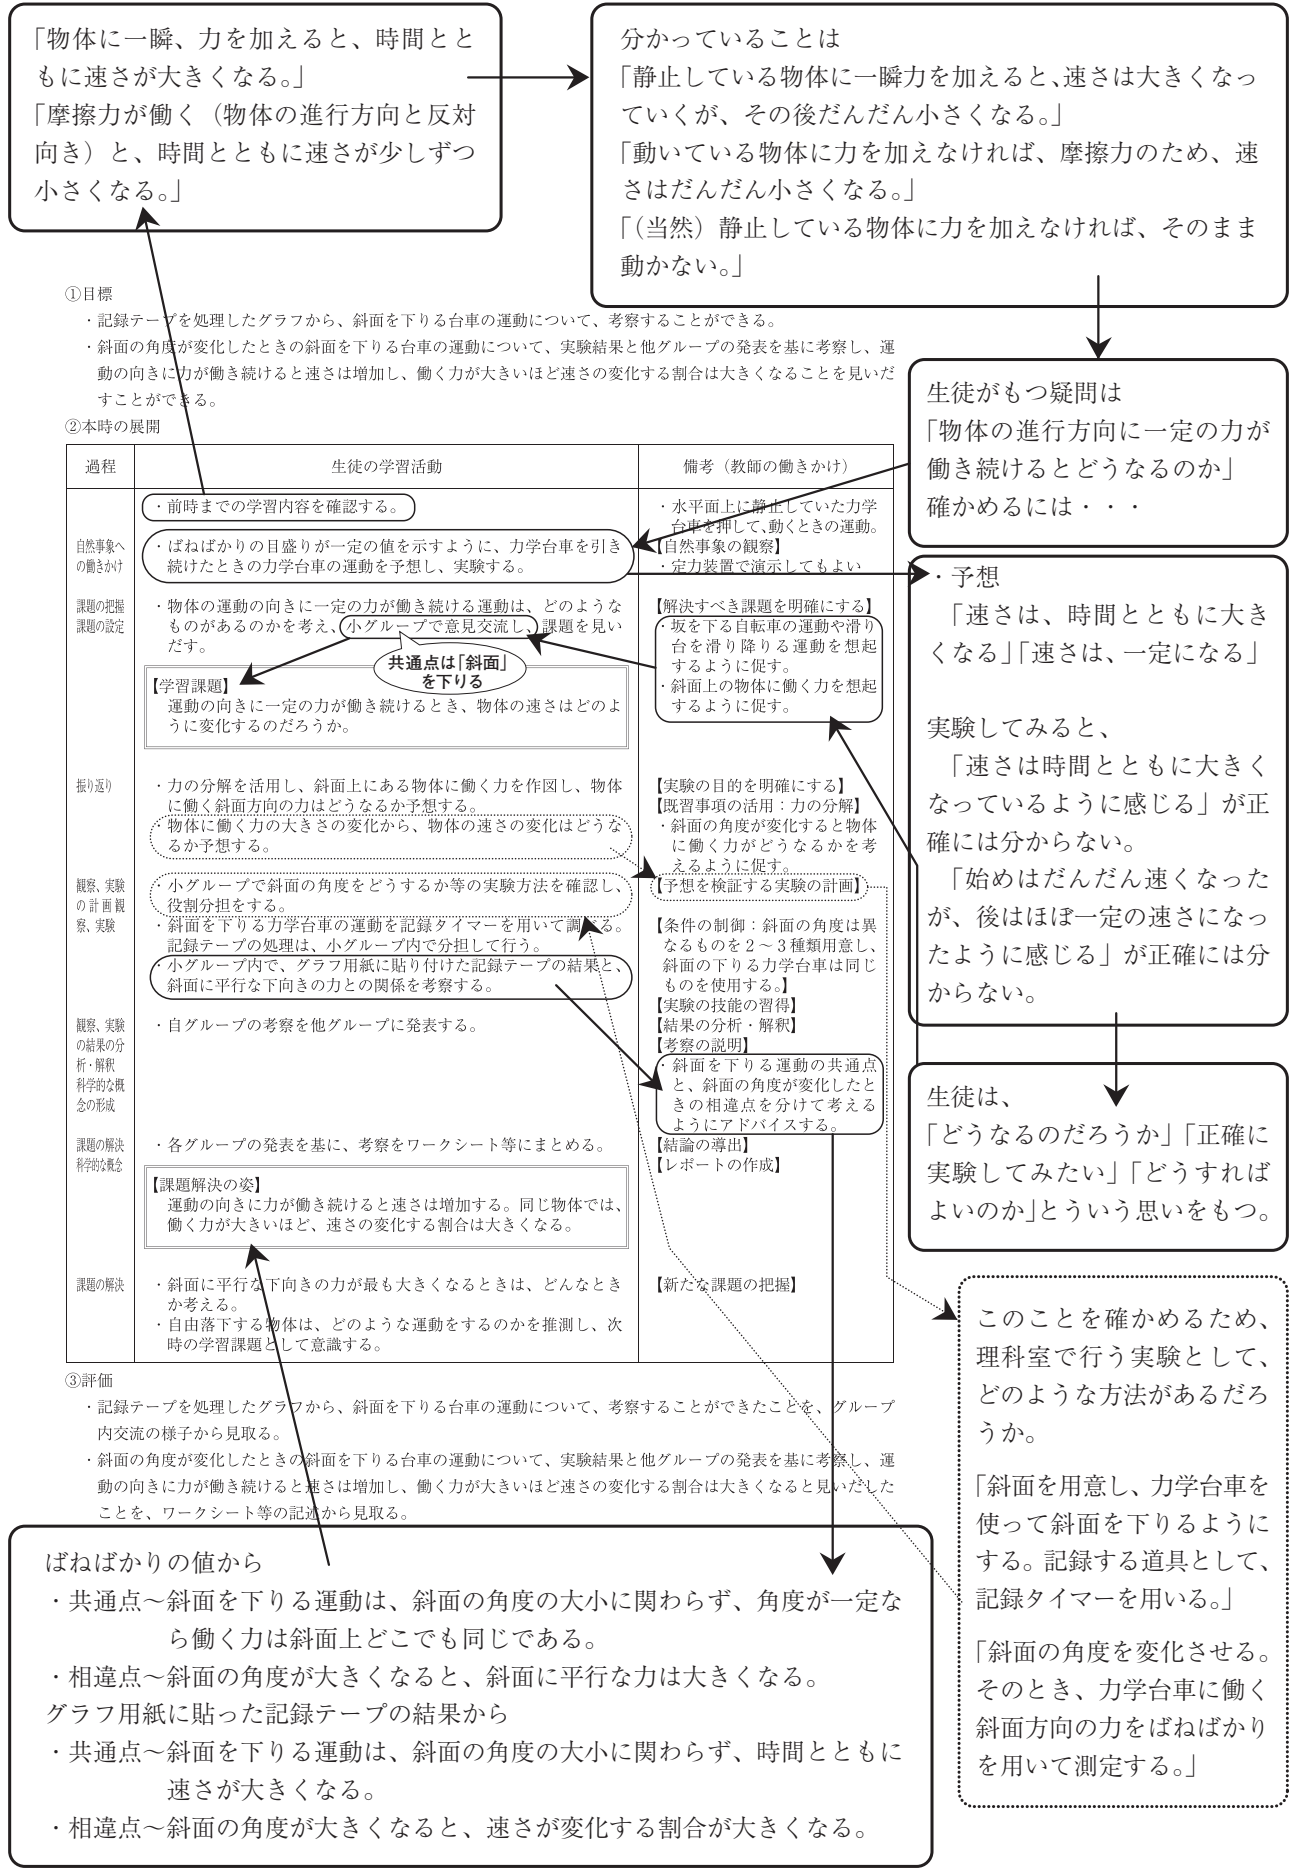 「物体に一瞬、力を加えると、時間とと
もに速さが大きくなる。」
「摩擦力が働く（物体の進行方向と反対
向き）と、時間とともに速さが少しずつ
小さくなる。」
分かっていることは
「静止している物体に一瞬力を加えると、速さは大きくなっ
ていくが、その後だんだん小さくなる。」
「動いている物体に力を加えなければ、摩擦力のため、速
さはだんだん小さくなる。」
「（当然）静止している物体に力を加えなければ、そのまま
動かない。」
①目標
・記録テープを処理したグラフから、斜面を下りる台車の運動について、考察することができる。
・斜面の角度が変化したときの斜面を下りる台車の運動について、実験結果と他グループの発表を基に考察し、運
動の向きに力が働き続けると速さは増加し、働く力が大きいほど速さの変化する割合は大きくなることを見いだ
すことができる。
②本時の展開
生徒がもつ疑問は
「物体の進行方向に一定の力が
働き続けるとどうなるのか」
確かめるには・・・
過程
生徒の学習活動
備考（教師の働きかけ）
・前時までの学習内容を確認する。
・水平面上に静止していた力学
台車を押して、動くときの運動。
自然事象へ
の働きかけ
・ばねばかりの目盛りが一定の値を示すように、力学台車を引き
続けたときの力学台車の運動を予想し、実験する。
【自然事象の観察】
・定力装置で演示してもよい
課題の把握
課題の設定
・物体の運動の向きに一定の力が働き続ける運動は、どのような
ものがあるのかを考え、小グループで意見交流し、課題を見い
だす。
共通点は「斜面」
を下りる
【解決すべき課題を明確にする】
・坂を下る自転車の運動や滑り
台を滑り降りる運動を想起
するように促す。
・斜面上の物体に働く力を想起
するように促す。
【学習課題】
運動の向きに一定の力が働き続けるとき、物体の速さはどのよ
うに変化するのだろうか。
振り返り
・力の分解を活用し、斜面上にある物体に働く力を作図し、物体
に働く斜面方向の力はどうなるか予想する。
・物体に働く力の大きさの変化から、物体の速さの変化はどうな
るか予想する。
【実験の目的を明確にする】
【既習事項の活用：力の分解】
・斜面の角度が変化すると物体
に働く力がどうなるかを考
えるように促す。
観察、実験
の計画観
察、実験
・小グループで斜面の角度をどうするか等の実験方法を確認し、
役割分担をする。
・斜面を下りる力学台車の運動を記録タイマーを用いて調べる。
記録テープの処理は、小グループ内で分担して行う。
・小グループ内で、グラフ用紙に貼り付けた記録テープの結果と、
斜面に平行な下向きの力との関係を考察する。
【予想を検証する実験の計画】
【条件の制御：斜面の角度は異
なるものを２～３種類用意し、
斜面の下りる力学台車は同じ
ものを使用する。】
【実験の技能の習得】
観察、実験
の結果の分
析・解釈
科学的な概
念の形成
・自グループの考察を他グループに発表する。
【結果の分析・解釈】
【考察の説明】
・斜面を下りる運動の共通点
と、斜面の角度が変化したと
きの相違点を分けて考える
ようにアドバイスする。
課題の解決
科学的な概念
・各グループの発表を基に、考察をワークシート等にまとめる。
【結論の導出】
【レポートの作成】
【課題解決の姿】
運動の向きに力が働き続けると速さは増加する。同じ物体では、
働く力が大きいほど、速さの変化する割合は大きくなる。
課題の解決
・斜面に平行な下向きの力が最も大きくなるときは、どんなとき
か考える。
・自由落下する物体は、どのような運動をするのかを推測し、次
時の学習課題として意識する。
【新たな課題の把握】
・予想
「速さは、時間とともに大き
くなる」「速さは、一定になる」
実験してみると、
「速さは時間とともに大きく
なっているように感じる」が正
確には分からない。
「始めはだんだん速くなった
が、後はほぼ一定の速さになっ
たように感じる」が正確には分
からない。
生徒は、
「どうなるのだろうか」「正確に
実験してみたい」「どうすれば
よいのか」とういう思いをもつ。
このことを確かめるため、
理科室で行う実験として、
どのような方法があるだろ
うか。
「斜面を用意し、力学台車を
使って斜面を下りるように
する。記録する道具として、
記録タイマーを用いる。」
「斜面の角度を変化させる。
そのとき、力学台車に働く
斜面方向の力をばねばかり
を用いて測定する。」
③評価
・記録テープを処理したグラフから、斜面を下りる台車の運動について、考察することができたことを、グループ
内交流の様子から見取る。
・斜面の角度が変化したときの斜面を下りる台車の運動について、実験結果と他グループの発表を基に考察し、運
動の向きに力が働き続けると速さは増加し、働く力が大きいほど速さの変化する割合は大きくなると見いだした
ことを、ワークシート等の記述から見取る。
ばねばかりの値から
・共通点～斜面を下りる運動は、斜面の角度の大小に関わらず、角度が一定な
ら働く力は斜面上どこでも同じである。
・相違点～斜面の角度が大きくなると、斜面に平行な力は大きくなる。
グラフ用紙に貼った記録テープの結果から
・共通点～斜面を下りる運動は、斜面の角度の大小に関わらず、時間とともに
速さが大きくなる。
・相違点～斜面の角度が大きくなると、速さが変化する割合が大きくなる。